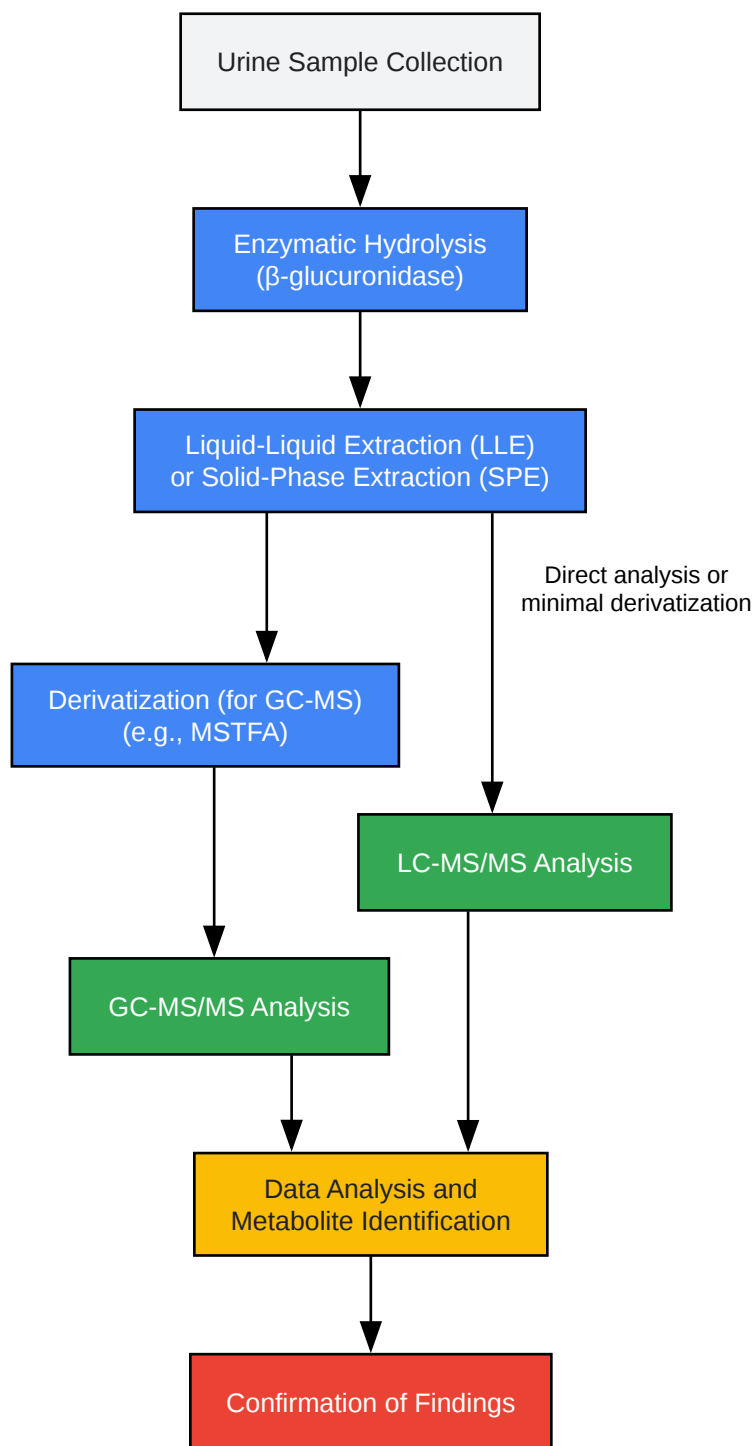 Urine Sample Collection
Enzymatic Hydrolysis
(β-glucuronidase)
Liquid-Liquid Extraction (LLE)
or Solid-Phase Extraction (SPE)
Direct analysis or
minimal derivatization
Derivatization (for GC-MS)
(e.g., MSTFA)
LC-MS/MS Analysis
GC-MS/MS Analysis
Data Analysis and
Metabolite Identification
Confirmation of Findings